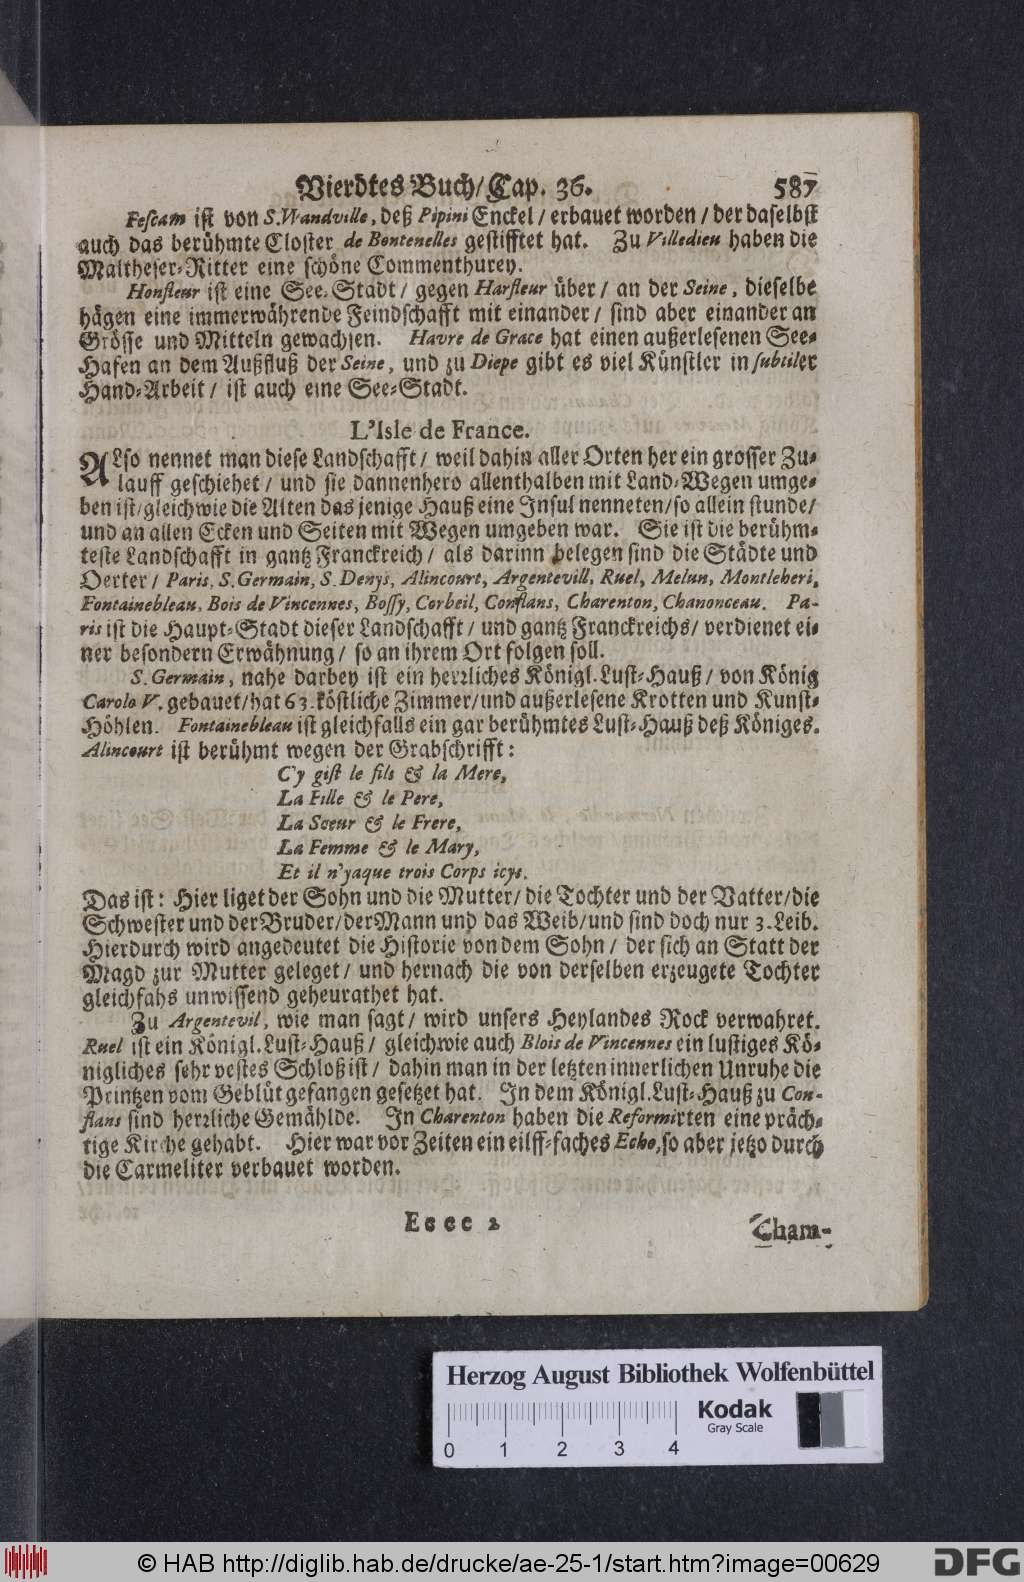 Vierdtes Buch/ Cap. 36. 587
Fescam ist von S. Wandville, deß Pipini Enckel / erbauet worden / der daselbst
auch das berühmte Closter de Bontenelles gestifftet hat. Zu Villedieu haben die
Maltheser-Ritter eine schöne Commenthurey.
Honfleur ist eine See-Stadt / gegen Harfleur über / an der Seine, dieselbe
hägen eine immerwährende Feindschafft mit einander / sind aber einander an
Grösse und Mitteln gewachsen. Havre de Grace hat einen außerlesenen See-
Hafen an dem Außfluß der Seine, und zu Diepe gibt es viel Künstler in subtiler
Hand-Arbeit / ist auch eine See-Stadt.
L'Isle de France.
ALso nennet man diese Landschafft / weil dahin aller Orten her ein grosser Zu-
lauff geschiehet / und sie dannenhero allenthalben mit Land-Wegen umge-
ben ist / gleichwie die Alten das jenige Hauß eine Insul nenneten / so allein stunde /
und an allen Ecken und Seiten mit Wegen umgeben war. Sie ist die berühm-
teste Landschafft in gantz Franckreich / als darinn belegen sind die Städte und
Oerter / Paris, S. Germain, S. Denys, Alincourt, Argentevill, Ruel, Melun, Montleheri,
Fontainebleau, Bois de Vincennes, Bossy, Corbeil, Conflans, Charenton, Chanonceau. Pa-
ris ist die Haupt-Stadt dieser Landschafft / und gantz Franckreichs / verdienet ei-
ner besondern Erwähnung / so an ihrem Ort folgen soll.
S. Germain, nahe darbey ist ein herrliches Königl. Lust-Hauß / von König
Carolo V. gebauet / hat 63. köstliche Zimmer / und außerlesene Krotten und Kunst-
Höhlen. Fontainebleau ist gleichfalls ein gar berühmtes Lust-Hauß deß Königes.
Alincourt ist berühmt wegen der Grabschrifft:
C'y gist le fils & la Mere,
La Fille & le Pere,
La Sœur & le Frere,
La Femme & le Mary,
Et il n'yaque trois Corps icys.
Das ist: Hier liget der Sohn und die Mutter / die Tochter und der Vatter / die
Schwester und der Bruder / der Mann und das Weib / und sind doch nur 3. Leib.
Hierdurch wird angedeutet die Historie von dem Sohn / der sich an Statt der
Magd zur Mutter geleget / und hernach die von derselben erzeugete Tochter
gleichfahs unwissend geheurathet hat.
Zu Argentevil, wie man sagt / wird unsers Heylandes Rock verwahret.
Ruel ist ein Königl. Lust-Hauß / gleichwie auch Blois de Vincennes ein lustiges Kö-
nigliches sehr vestes Schloß ist / dahin man in der letzten innerlichen Unruhe die
Printzen vom Geblüt gefangen gesetzet hat. In dem Königl. Lust-Hauß zu Con-
flans sind herrliche Gemählde. In Charenton haben die Reformirten eine präch-
tige Kirche gehabt. Hier war vor Zeiten ein eilff-faches Echo, so aber jetzo durch
die Carmeliter verbauet worden.
Eeee 2 Cham-
Herzog August Bibliothek Wolfenbüttel
Kodak
Gray Scale
0 1 2 3 4
© HAB http://diglib.hab.de/drucke/ae-25-1/start.htm?image=00629
DFG